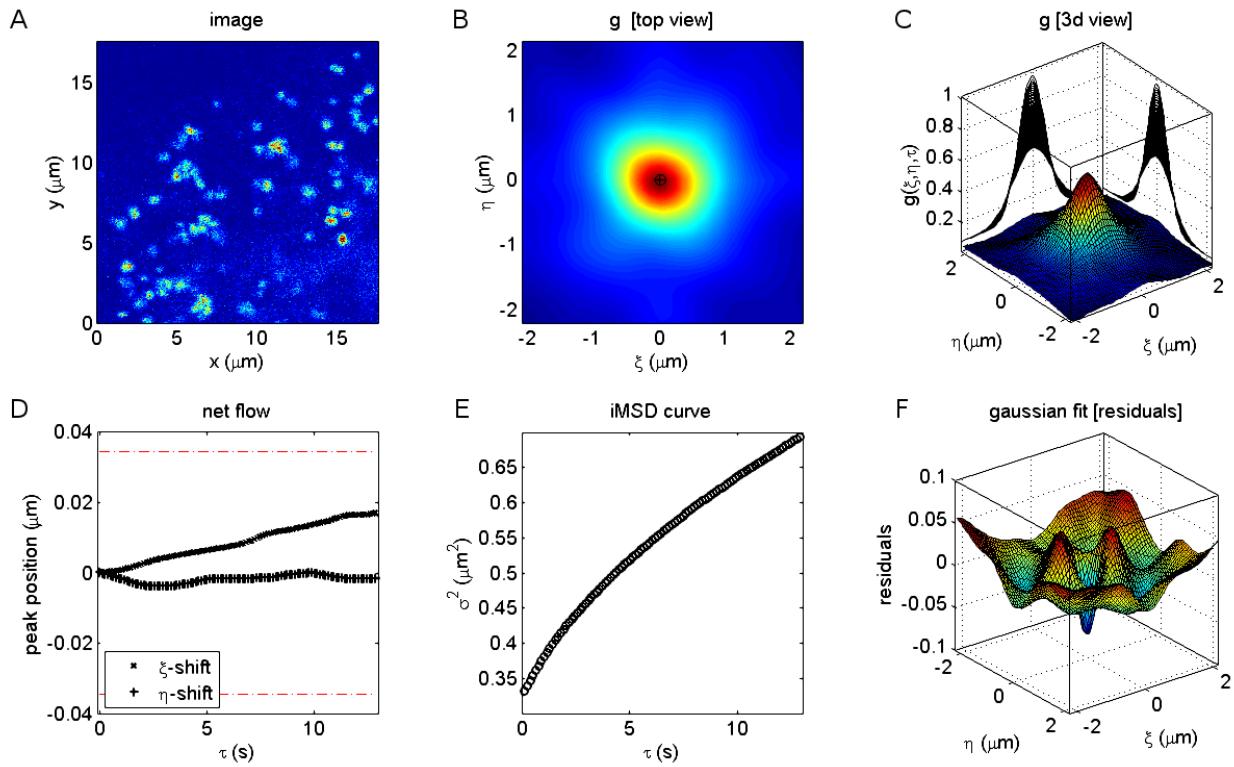 A
image
y (μm)
15
10
5
0
0
5
10
15
x (μm)
B
g [top view]
η (μm)
2
1
0
-1
-2
-2
-1
0
1
2
ξ (μm)
C
g [3d view]
g(ξ,η,τ)
1
0.8
0.6
0.4
0.2
2
0
-2
-2
0
2
η(μm)
ξ (μm)
D
net flow
peak position (μm)
0.04
0.02
0
-0.02
-0.04
ξ-shift
η-shift
0
5
10
τ (s)
E
iMSD curve
σ² (μm²)
0.65
0.6
0.55
0.5
0.45
0.4
0.35
0
5
10
τ (s)
F
gaussian fit [residuals]
residuals
0.1
0.05
0
-0.05
-0.1
-2
0
2
-2
0
2
η (μm)
ξ (μm)